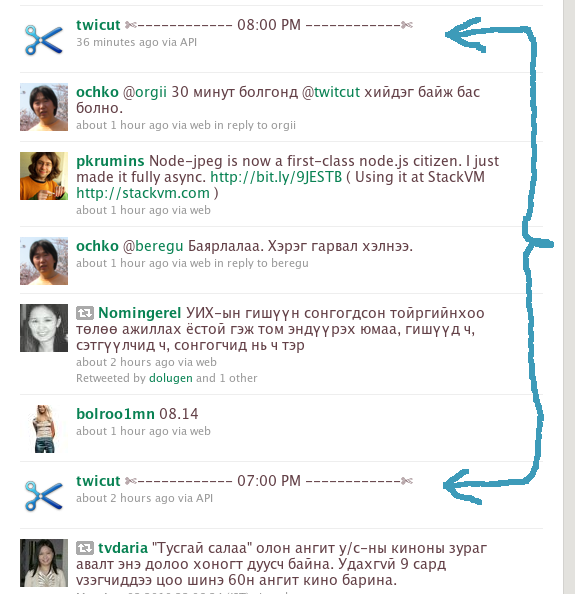 twicut ✄------------ 08:00 PM ------------✄
36 minutes ago via API
ochko @orgii 30 минут болгонд @twitcut хийдэг байж бас
болно.
about 1 hour ago via web in reply to orgii
pkrumins Node-jpeg is now a first-class node.js citizen. I just
made it fully async. http://bit.ly/9JESTB ( Using it at StackVM
http://stackvm.com )
about 1 hour ago via web
ochko @beregu Баярлалаа. Хэрэг гарвал хэлнээ.
about 1 hour ago via web in reply to beregu
Nomingerel УИХ-ын гишүүн сонгогдсон тойргийнхоо
төлөө ажиллах ёстой гэж том эндүүрэх юмаа, гишүүд ч,
сэтгүүлчид ч, сонгогчид нь ч тэр
about 2 hours ago via web
Retweeted by dolugen and 1 other
bolroo1mn 08.14
about 1 hour ago via web
twicut ✄------------ 07:00 PM ------------✄
about 2 hours ago via API
tvdaria "Тусгай салаа" олон ангит у/с-ны киноны зураг
авалт энэ долоо хоногт дуусч байна. Удахгүй 9 сард
үзэгчиддээ цоо шинэ 60н ангит кино барина.